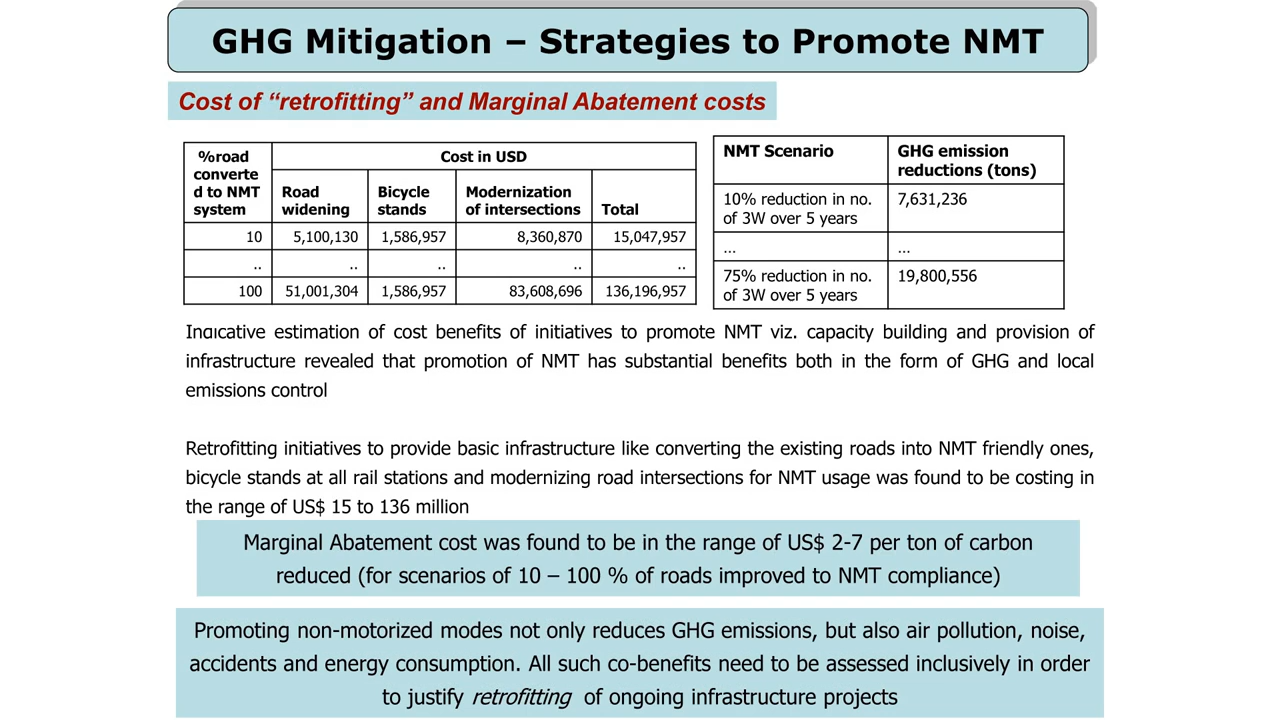 GHG Mitigation – Strategies to Promote NMT
Cost of “retrofitting” and Marginal Abatement costs
%road converte d to NMT system
Cost in USD
Road widening
Bicycle stands
Modernization of intersections
Total
10 5,100,130 1,586,957 8,360,870 15,047,957
.. .. .. .. ..
100 51,001,304 1,586,957 83,608,696 136,196,957
NMT Scenario
GHG emission reductions (tons)
10% reduction in no. of 3W over 5 years
7,631,236
... ...
75% reduction in no. of 3W over 5 years
19,800,556
Indicative estimation of cost benefits of initiatives to promote NMT viz. capacity building and provision of
infrastructure revealed that promotion of NMT has substantial benefits both in the form of GHG and local
emissions control
Retrofitting initiatives to provide basic infrastructure like converting the existing roads into NMT friendly ones,
bicycle stands at all rail stations and modernizing road intersections for NMT usage was found to be costing in
the range of US$ 15 to 136 million
Marginal Abatement cost was found to be in the range of US$ 2-7 per ton of carbon
reduced (for scenarios of 10 – 100 % of roads improved to NMT compliance)
Promoting non-motorized modes not only reduces GHG emissions, but also air pollution, noise,
accidents and energy consumption. All such co-benefits need to be assessed inclusively in order
to justify retrofitting of ongoing infrastructure projects